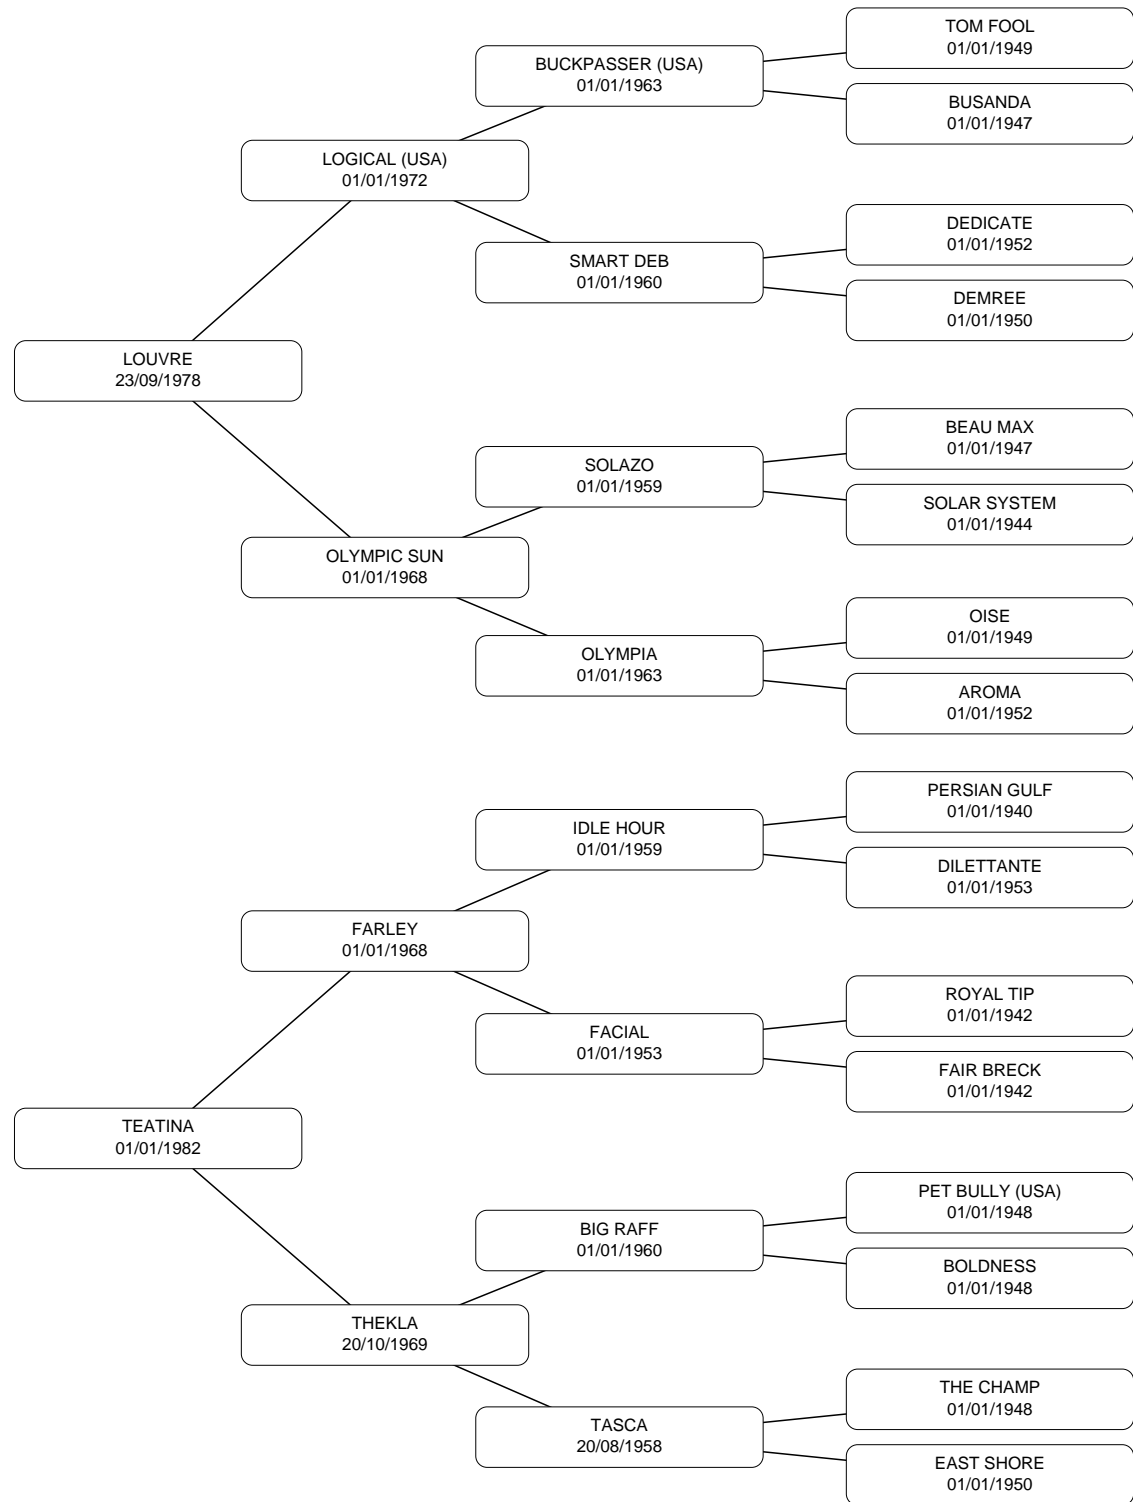 TOM FOOL
01/01/1949
BUCKPASSER (USA)
01/01/1963
BUSANDA
01/01/1947
LOGICAL (USA)
01/01/1972
DEDICATE
01/01/1952
SMART DEB
01/01/1960
DEMREE
01/01/1950
LOUVRE
23/09/1978
BEAU MAX
01/01/1947
SOLAZO
01/01/1959
SOLAR SYSTEM
01/01/1944
OLYMPIC SUN
01/01/1968
OISE
01/01/1949
OLYMPIA
01/01/1963
AROMA
01/01/1952
PERSIAN GULF
01/01/1940
IDLE HOUR
01/01/1959
DILETTANTE
01/01/1953
FARLEY
01/01/1968
ROYAL TIP
01/01/1942
FACIAL
01/01/1953
FAIR BRECK
01/01/1942
TEATINA
01/01/1982
PET BULLY (USA)
01/01/1948
BIG RAFF
01/01/1960
BOLDNESS
01/01/1948
THEKLA
20/10/1969
THE CHAMP
01/01/1948
TASCA
20/08/1958
EAST SHORE
01/01/1950